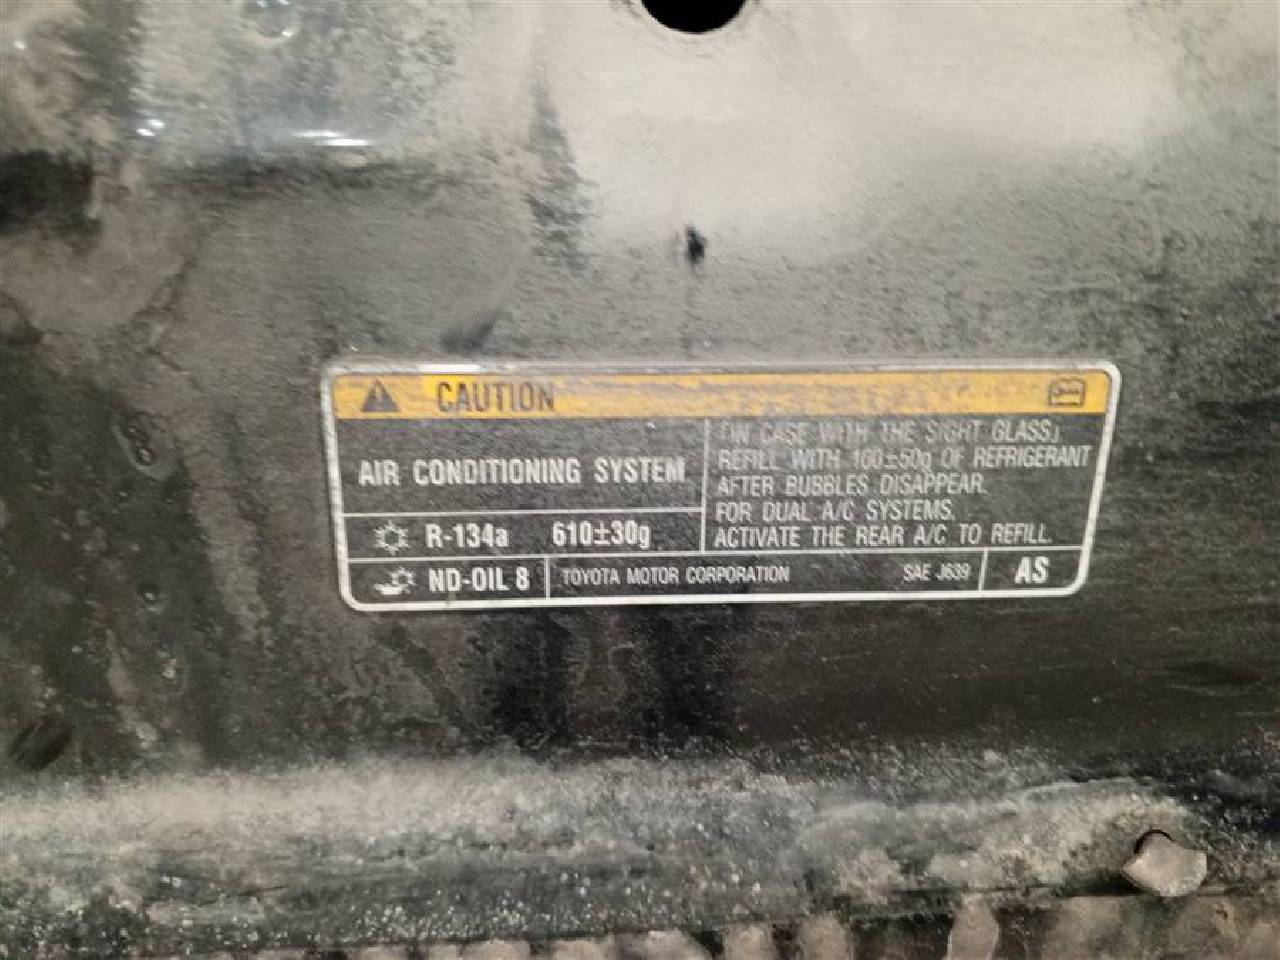 CAUTION
AIR CONDITIONING SYSTEM
R-134a 610±30g
ND-OIL 8
「IN CASE WITH THE SIGHT GLASS」
REFILL WITH 100±50g OF REFRIGERANT
AFTER BUBBLES DISAPPEAR.
FOR DUAL A/C SYSTEMS.
ACTIVATE THE REAR A/C TO REFILL.
TOYOTA MOTOR CORPORATION SAE J639 AS